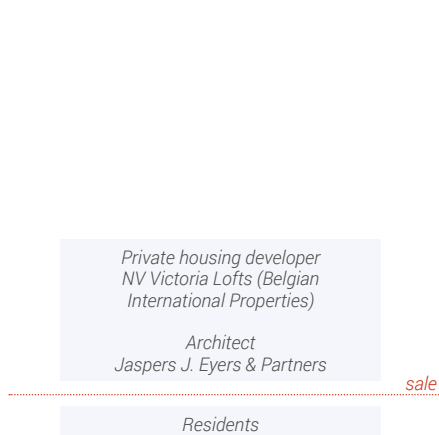 Private housing developer
NV Victoria Lofts (Belgian
International Properties)
Architect
Jaspers J. Eyers & Partners
sale
Residents